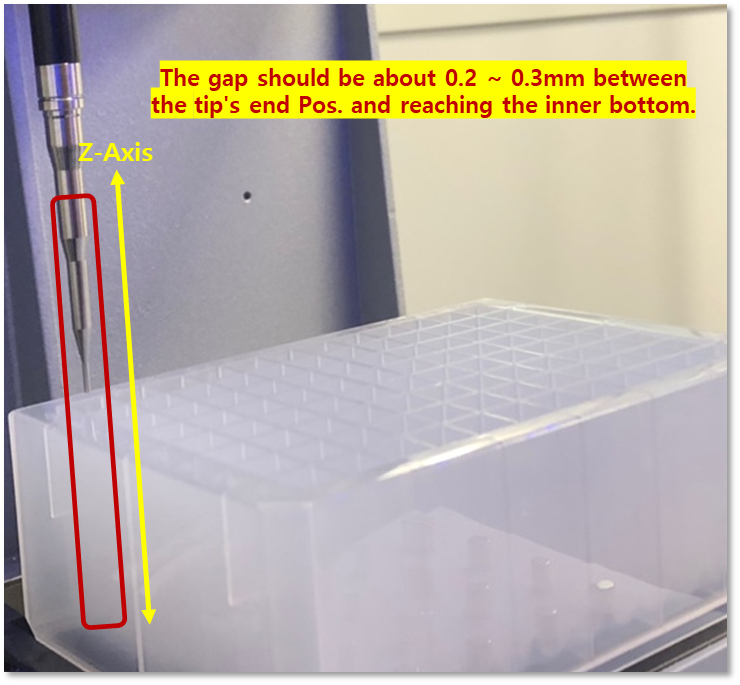 The gap should be about 0.2 ~ 0.3mm between
the tip's end Pos. and reaching the inner bottom.
Z-Axis